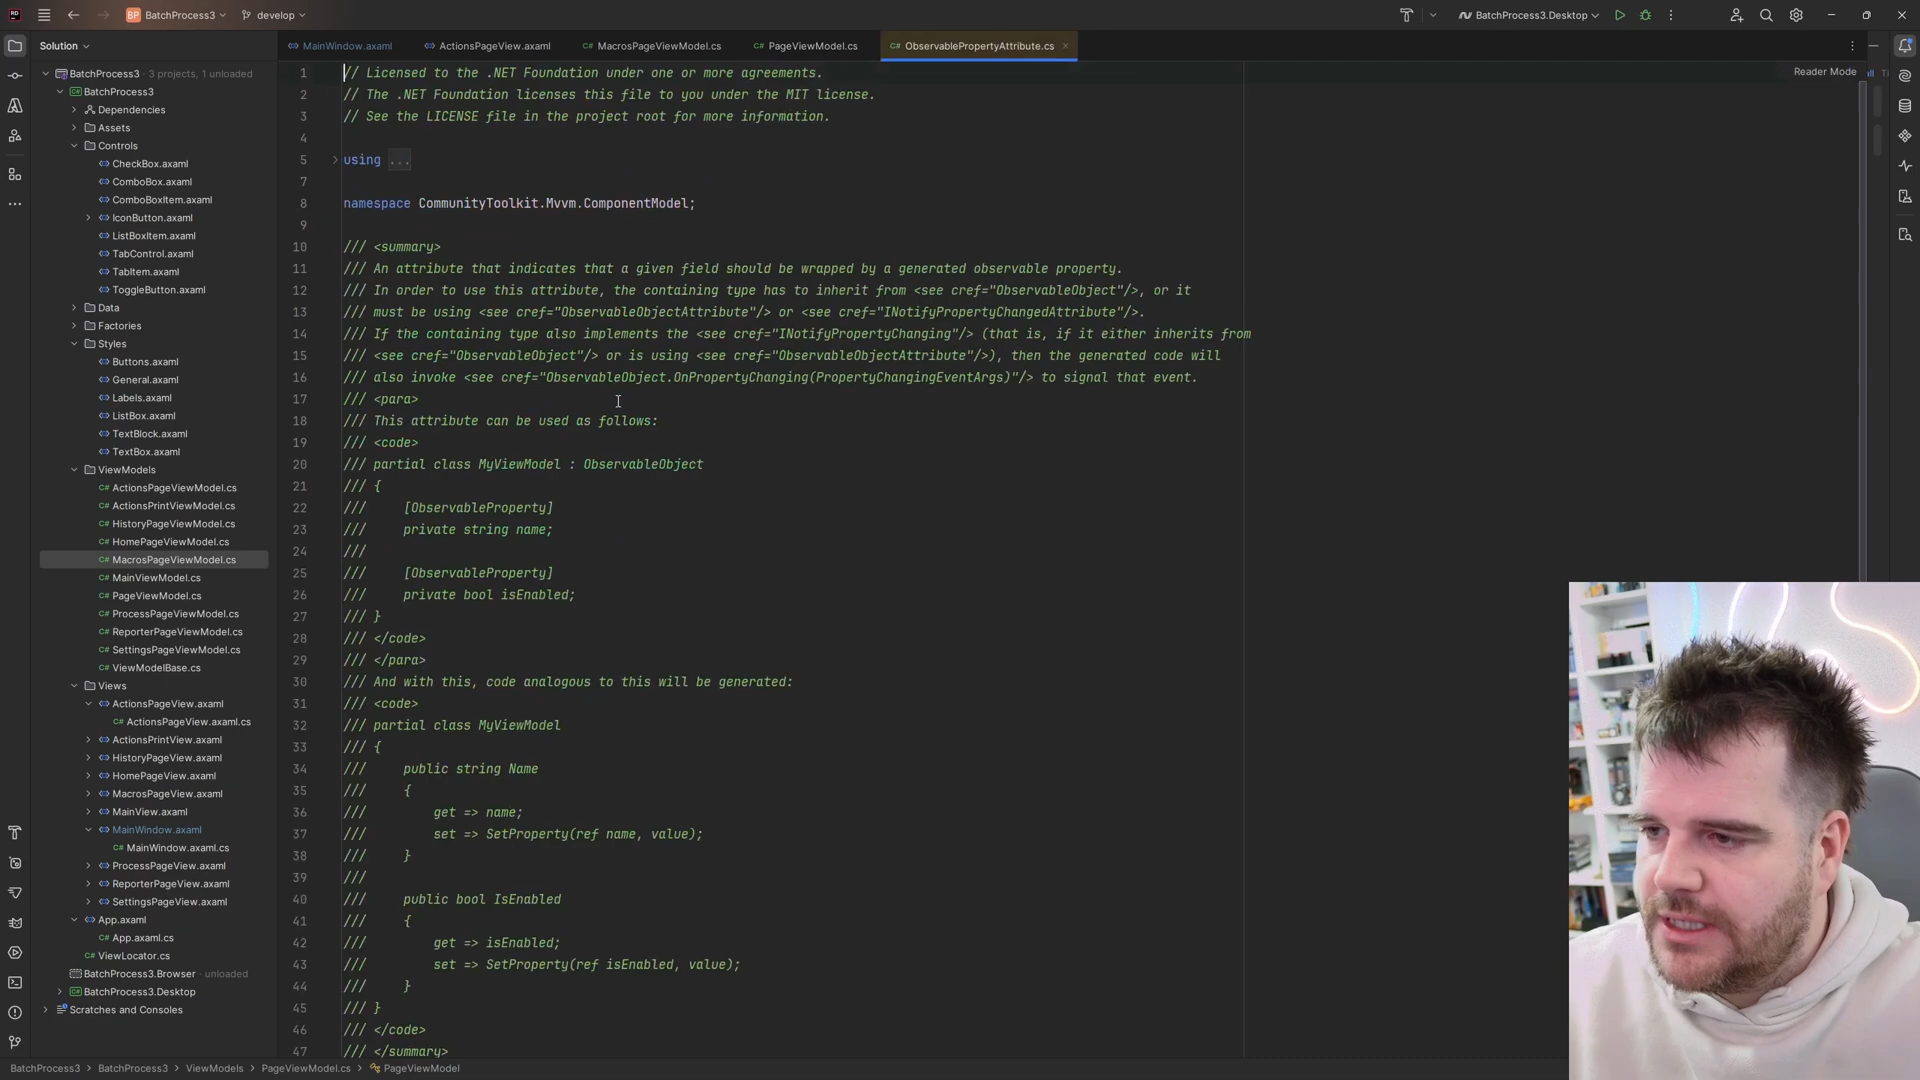 BP BatchProcess3 develop BatchProcess3.Desktop
Solution
MainWindow.axaml ActionsPageView.axaml MacrosPageViewModel.cs PageViewModel.cs ObservablePropertyAttribute.cs
Reader Mode
BatchProcess3 · 3 projects, 1 unloaded
BatchProcess3
Dependencies
Assets
Controls
CheckBox.axaml
ComboBox.axaml
ComboBoxItem.axaml
IconButton.axaml
ListBoxItem.axaml
TabControl.axaml
TabItem.axaml
ToggleButton.axaml
Data
Factories
Styles
Buttons.axaml
General.axaml
Labels.axaml
ListBox.axaml
TextBlock.axaml
TextBox.axaml
ViewModels
ActionsPageViewModel.cs
ActionsPrintViewModel.cs
HistoryPageViewModel.cs
HomePageViewModel.cs
MacrosPageViewModel.cs
MainViewModel.cs
PageViewModel.cs
ProcessPageViewModel.cs
ReporterPageViewModel.cs
SettingsPageViewModel.cs
ViewModelBase.cs
Views
ActionsPageView.axaml
ActionsPageView.axaml.cs
ActionsPrintView.axaml
HistoryPageView.axaml
HomePageView.axaml
MacrosPageView.axaml
MainView.axaml
MainWindow.axaml
MainWindow.axaml.cs
ProcessPageView.axaml
ReporterPageView.axaml
SettingsPageView.axaml
App.axaml
App.axaml.cs
ViewLocator.cs
BatchProcess3.Browser · unloaded
BatchProcess3.Desktop
Scratches and Consoles
1 // Licensed to the .NET Foundation under one or more agreements.
2 // The .NET Foundation licenses this file to you under the MIT license.
3 // See the LICENSE file in the project root for more information.
4
5 using ...
7
8 namespace CommunityToolkit.Mvvm.ComponentModel;
9
10 /// <summary>
11 /// An attribute that indicates that a given field should be wrapped by a generated observable property.
12 /// In order to use this attribute, the containing type has to inherit from <see cref="ObservableObject"/>, or it
13 /// must be using <see cref="ObservableObjectAttribute"/> or <see cref="INotifyPropertyChangedAttribute"/>.
14 /// If the containing type also implements the <see cref="INotifyPropertyChanging"/> (that is, if it either inherits from
15 /// <see cref="ObservableObject"/> or is using <see cref="ObservableObjectAttribute"/>), then the generated code will
16 /// also invoke <see cref="ObservableObject.OnPropertyChanging(PropertyChangingEventArgs)"/> to signal that event.
17 /// <para>
18 /// This attribute can be used as follows:
19 /// <code>
20 /// partial class MyViewModel : ObservableObject
21 /// {
22 ///     [ObservableProperty]
23 ///     private string name;
24 ///
25 ///     [ObservableProperty]
26 ///     private bool isEnabled;
27 /// }
28 /// </code>
29 /// </para>
30 /// And with this, code analogous to this will be generated:
31 /// <code>
32 /// partial class MyViewModel
33 /// {
34 ///     public string Name
35 ///     {
36 ///         get => name;
37 ///         set => SetProperty(ref name, value);
38 ///     }
39 ///
40 ///     public bool IsEnabled
41 ///     {
42 ///         get => isEnabled;
43 ///         set => SetProperty(ref isEnabled, value);
44 ///     }
45 /// }
46 /// </code>
47 /// </summary>
BatchProcess3 > BatchProcess3 > ViewModels > PageViewModel.cs > PageViewModel